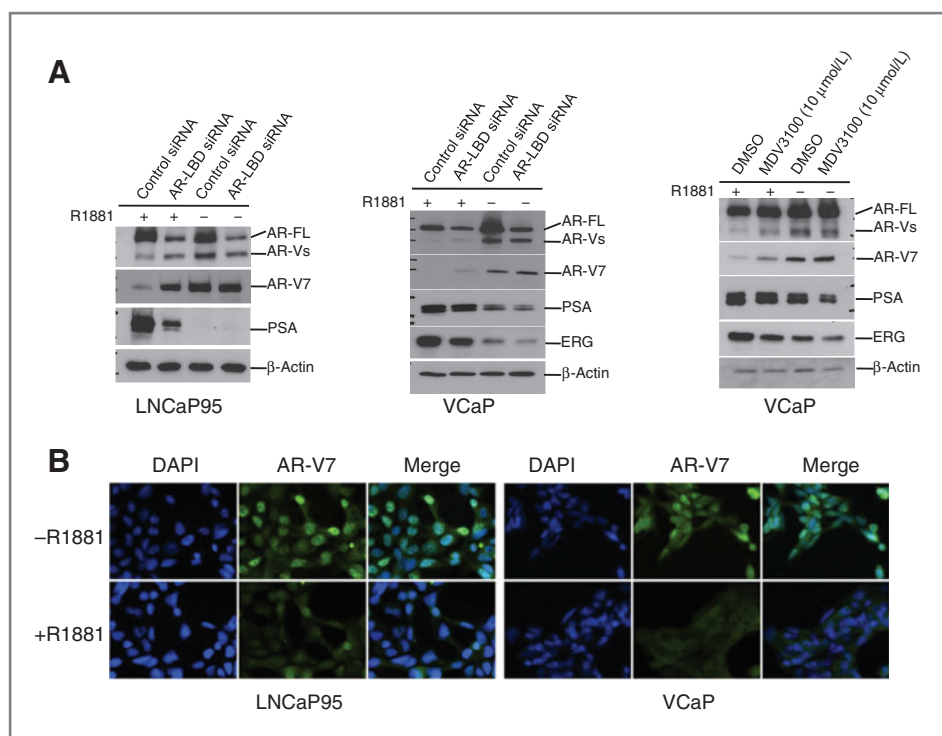 A
Control siRNA
AR-LBD siRNA
Control siRNA
AR-LBD siRNA
R1881 + + – –
AR-FL
AR-Vs
AR-V7
PSA
β-Actin
LNCaP95
Control siRNA
AR-LBD siRNA
Control siRNA
AR-LBD siRNA
R1881 + + – –
AR-FL
AR-Vs
AR-V7
PSA
ERG
β-Actin
VCaP
DMSO
MDV3100 (10 μmol/L)
DMSO
MDV3100 (10 μmol/L)
R1881 + + – –
AR-FL
AR-Vs
AR-V7
PSA
ERG
β-Actin
VCaP
B
DAPI AR-V7 Merge DAPI AR-V7 Merge
–R1881
+R1881
LNCaP95 VCaP